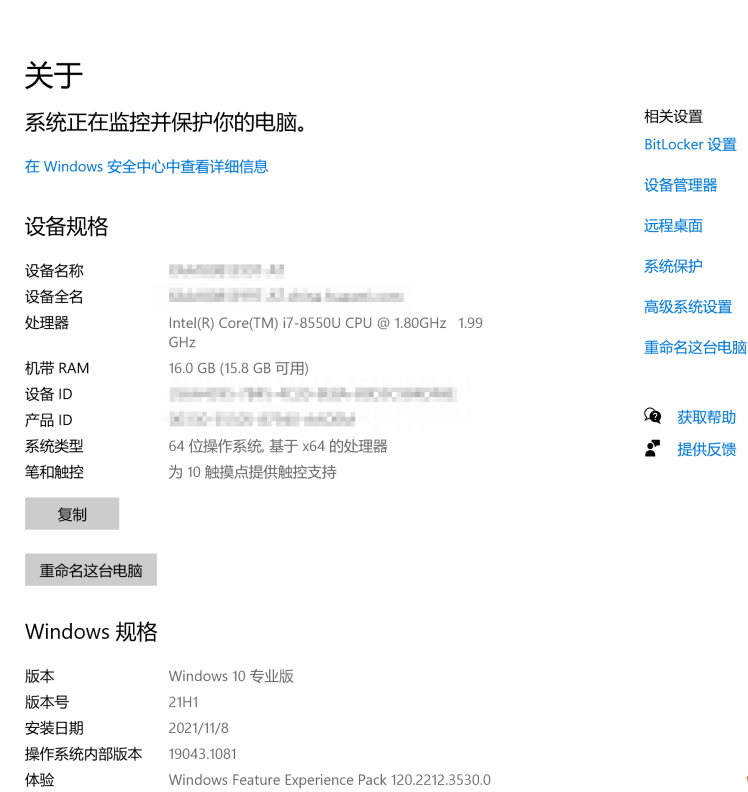 关于
系统正在监控并保护你的电脑。
在 Windows 安全中心中查看详细信息
设备规格
设备名称
设备全名
处理器 Intel(R) Core(TM) i7-8550U CPU @ 1.80GHz 1.99
GHz
机带 RAM 16.0 GB (15.8 GB 可用)
设备 ID
产品 ID
系统类型 64 位操作系统, 基于 x64 的处理器
笔和触控 为 10 触摸点提供触控支持
复制
重命名这台电脑
Windows 规格
版本 Windows 10 专业版
版本号 21H1
安装日期 2021/11/8
操作系统内部版本 19043.1081
体验 Windows Feature Experience Pack 120.2212.3530.0
相关设置
BitLocker 设置
设备管理器
远程桌面
系统保护
高级系统设置
重命名这台电脑
获取帮助
提供反馈